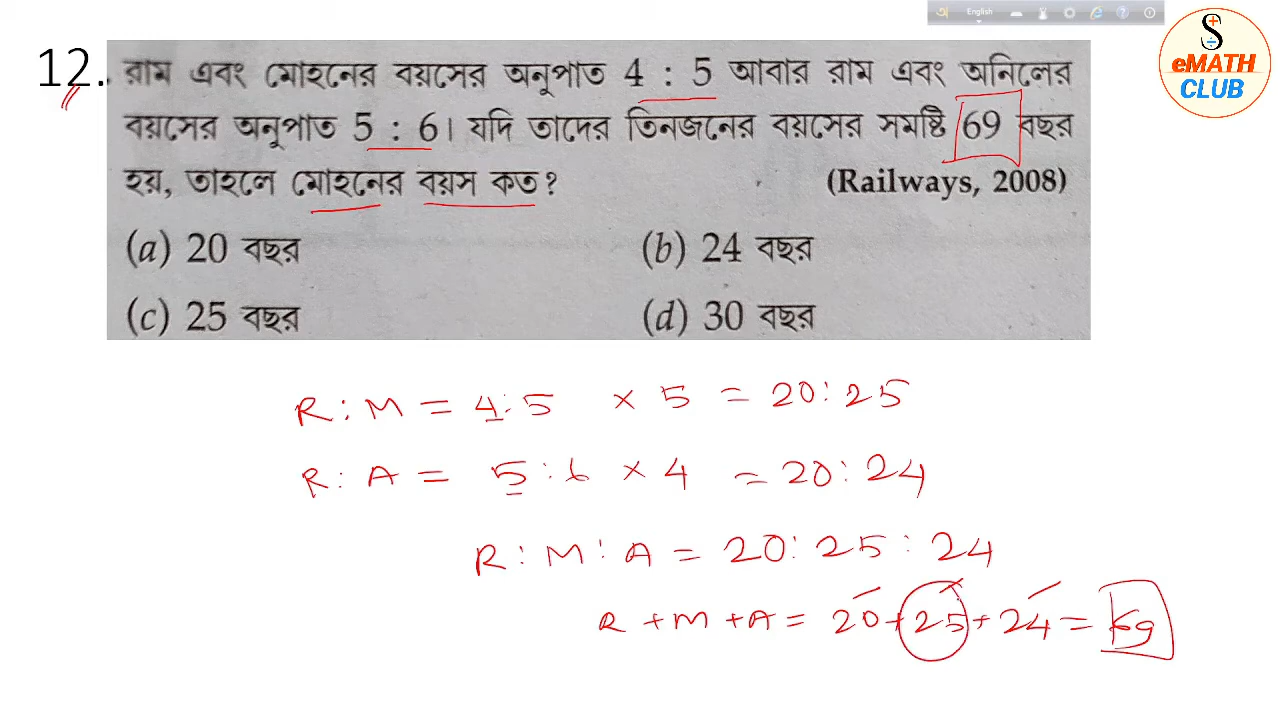 English
S
eMATH
CLUB
12.
রাম এবং মোহনের বয়সের অনুপাত 4 : 5 আবার রাম এবং অনিলের
বয়সের অনুপাত 5 : 6। যদি তাদের তিনজনের বয়সের সমষ্টি 69 বছর
হয়, তাহলে মোহনের বয়স কত? (Railways, 2008)
(a) 20 বছর (b) 24 বছর
(c) 25 বছর (d) 30 বছর
R : M = 4 : 5 × 5 = 20 : 25
R : A = 5 : 6 × 4 = 20 : 24
R : M : A = 20 : 25 : 24
R + M + A = 20 + 25 + 24 = 69